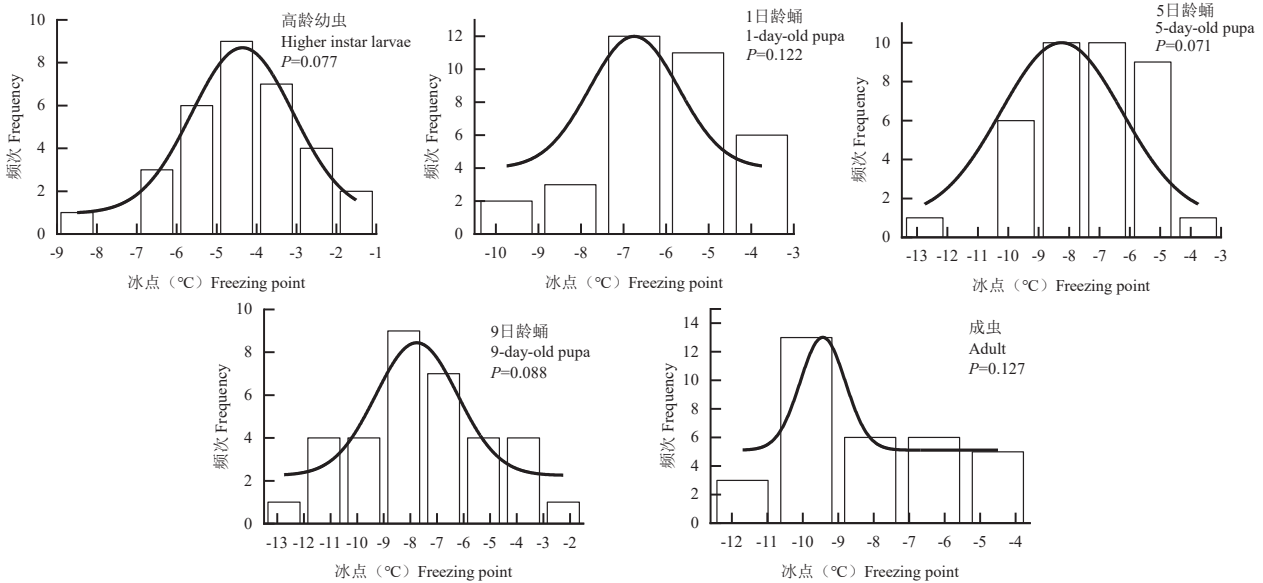 高龄幼虫
Higher instar larvae
P=0.077
频次 Frequency
10
8
6
4
2
0
-9 -8 -7 -6 -5 -4 -3 -2 -1
冰点（℃）Freezing point
1日龄蛹
1-day-old pupa
P=0.122
频次 Frequency
12
10
8
6
4
2
0
-10 -9 -8 -7 -6 -5 -4 -3
冰点（℃）Freezing point
5日龄蛹
5-day-old pupa
P=0.071
频次 Frequency
10
8
6
4
2
0
-13 -12 -11 -10 -9 -8 -7 -6 -5 -4 -3
冰点（℃）Freezing point
9日龄蛹
9-day-old pupa
P=0.088
频次 Frequency
10
8
6
4
2
0
-13 -12 -11 -10 -9 -8 -7 -6 -5 -4 -3 -2
冰点（℃）Freezing point
成虫
Adult
P=0.127
频次 Frequency
14
12
10
8
6
4
2
0
-12 -11 -10 -9 -8 -7 -6 -5 -4
冰点（℃）Freezing point